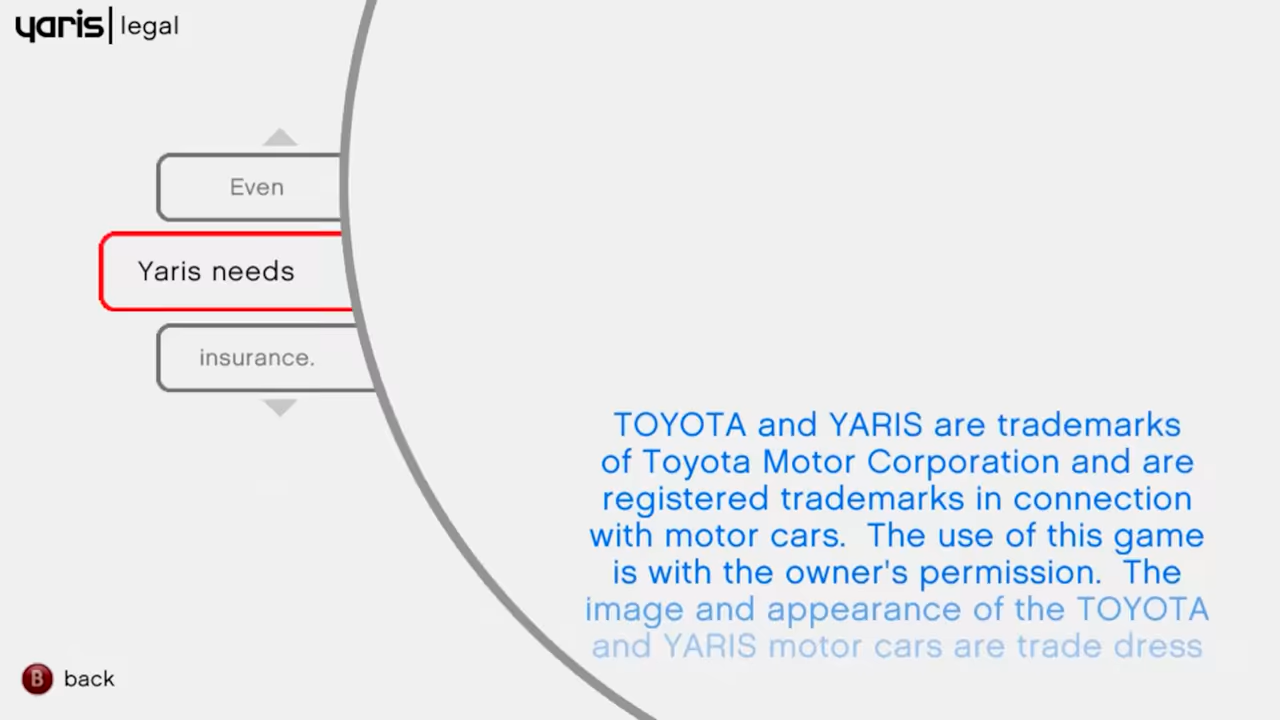 yaris legal
Even
Yaris needs
insurance.
TOYOTA and YARIS are trademarks
of Toyota Motor Corporation and are
registered trademarks in connection
with motor cars.  The use of this game
is with the owner's permission.  The
image and appearance of the TOYOTA
and YARIS motor cars are trade dress
B back